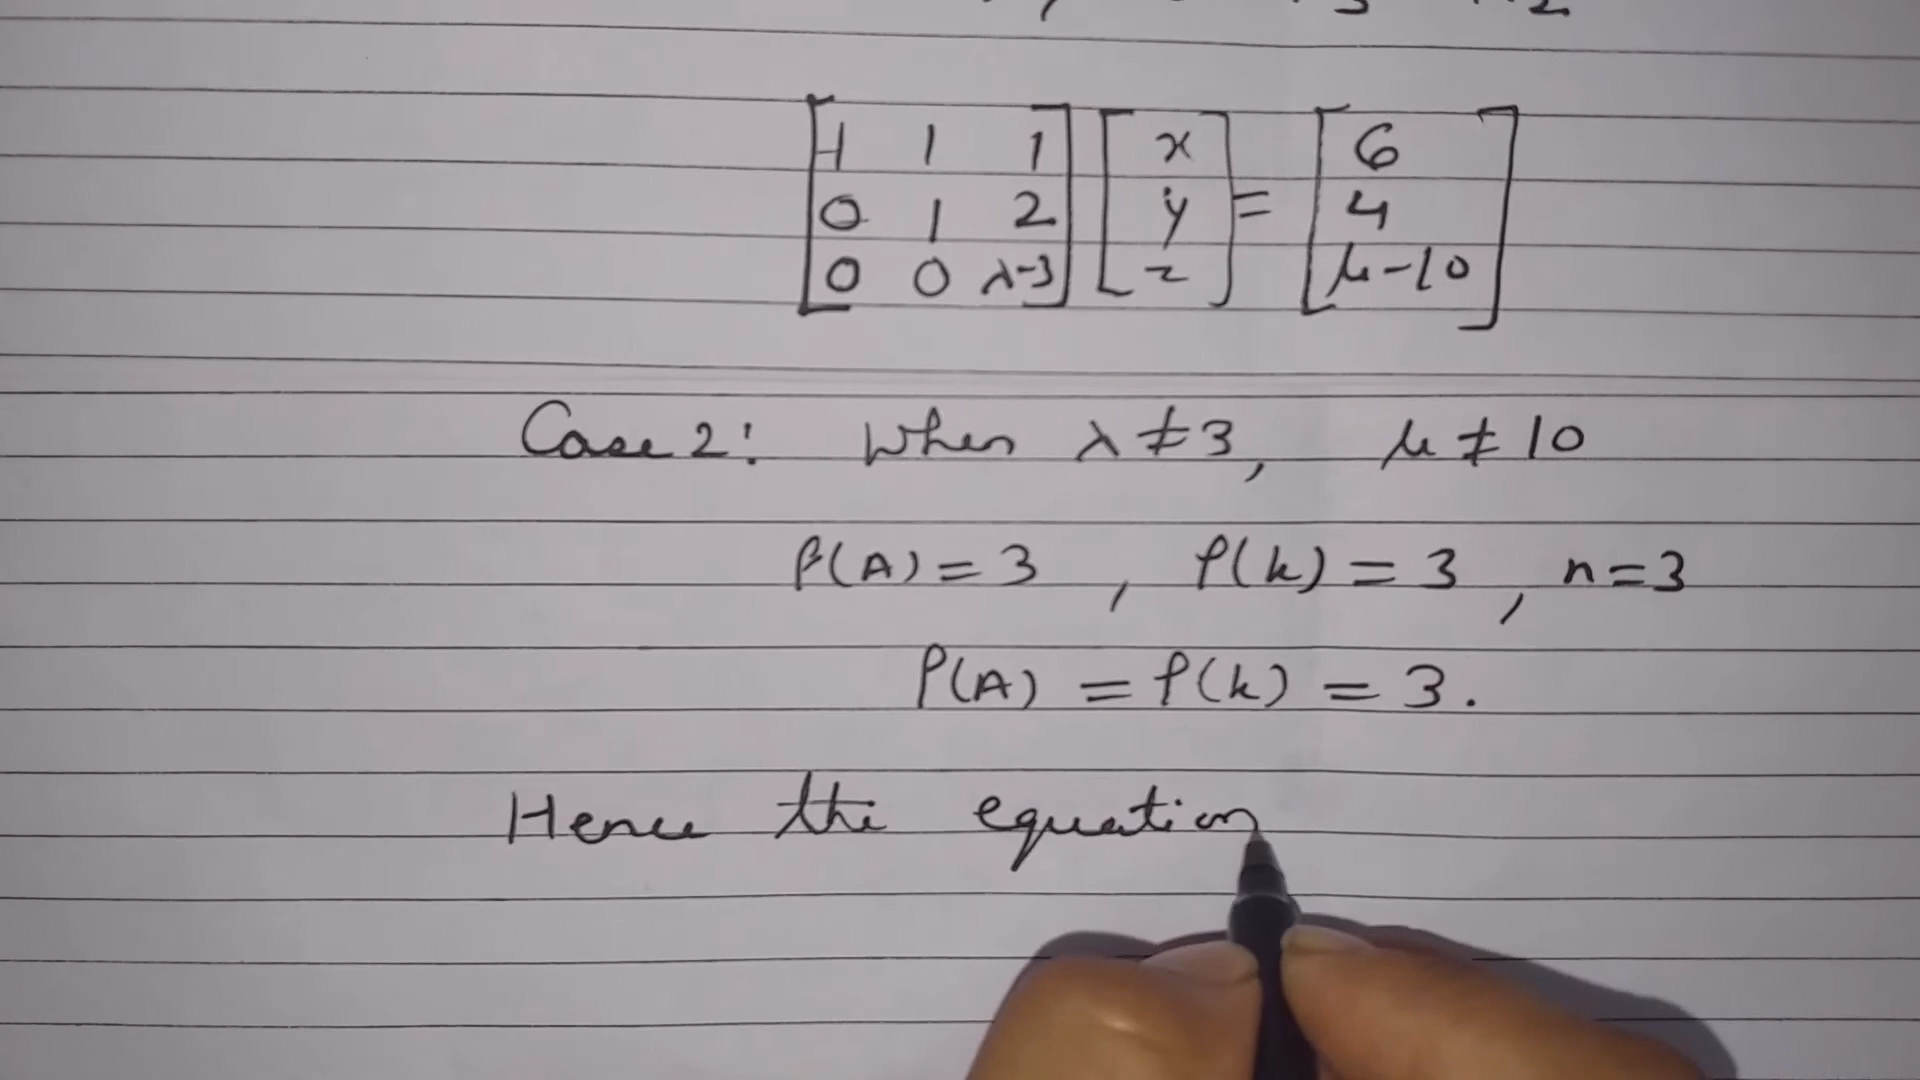 [1 1 1] [x] = [6]
[0 1 2] [y] [4]
[0 0 λ-3] [z] [μ-10]
Case 2: When λ≠3, μ≠10
ρ(A) = 3, ρ(k) = 3, n=3
ρ(A) = ρ(k) = 3.
Hence the equation